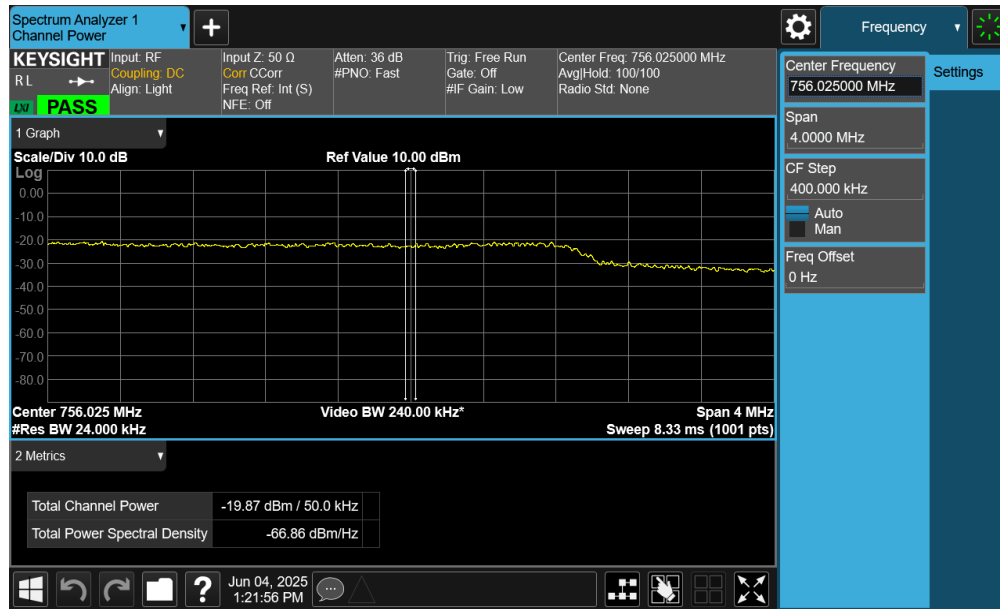 Spectrum Analyzer 1
Channel Power
Frequency
KEYSIGHT
R L
LXI
PASS
Input: RF
Coupling: DC
Align: Light
Input Z: 50 Ω
Corr CCorr
Freq Ref: Int (S)
NFE: Off
Atten: 36 dB
#PNO: Fast
Trig: Free Run
Gate: Off
#IF Gain: Low
Center Freq: 756.025000 MHz
Avg|Hold: 100/100
Radio Std: None
Center Frequency
756.025000 MHz
Settings
Span
4.0000 MHz
CF Step
400.000 kHz
Auto
Man
Freq Offset
0 Hz
1 Graph
Scale/Div 10.0 dB
Ref Value 10.00 dBm
Log
0.00
-10.0
-20.0
-30.0
-40.0
-50.0
-60.0
-70.0
-80.0
Center 756.025 MHz
Video BW 240.00 kHz*
Span 4 MHz
#Res BW 24.000 kHz
Sweep 8.33 ms (1001 pts)
2 Metrics
Total Channel Power -19.87 dBm / 50.0 kHz
Total Power Spectral Density -66.86 dBm/Hz
?
Jun 04, 2025
1:21:56 PM